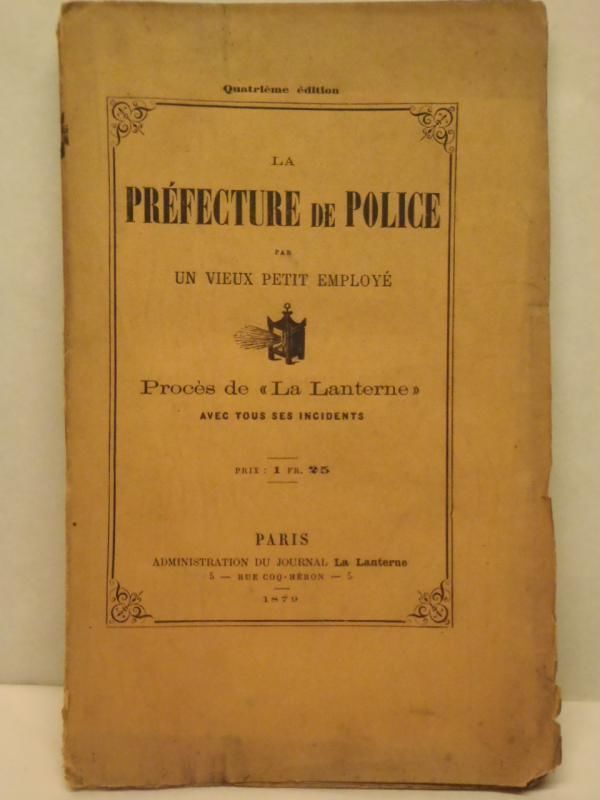 Quatrième édition
LA
PRÉFECTURE DE POLICE
PAR
UN VIEUX PETIT EMPLOYÉ
Procès de « La Lanterne »
AVEC TOUS SES INCIDENTS
PRIX : 1 FR. 25
PARIS
ADMINISTRATION DU JOURNAL La Lanterne
5 — RUE COQ-HÉRON — 5
1879